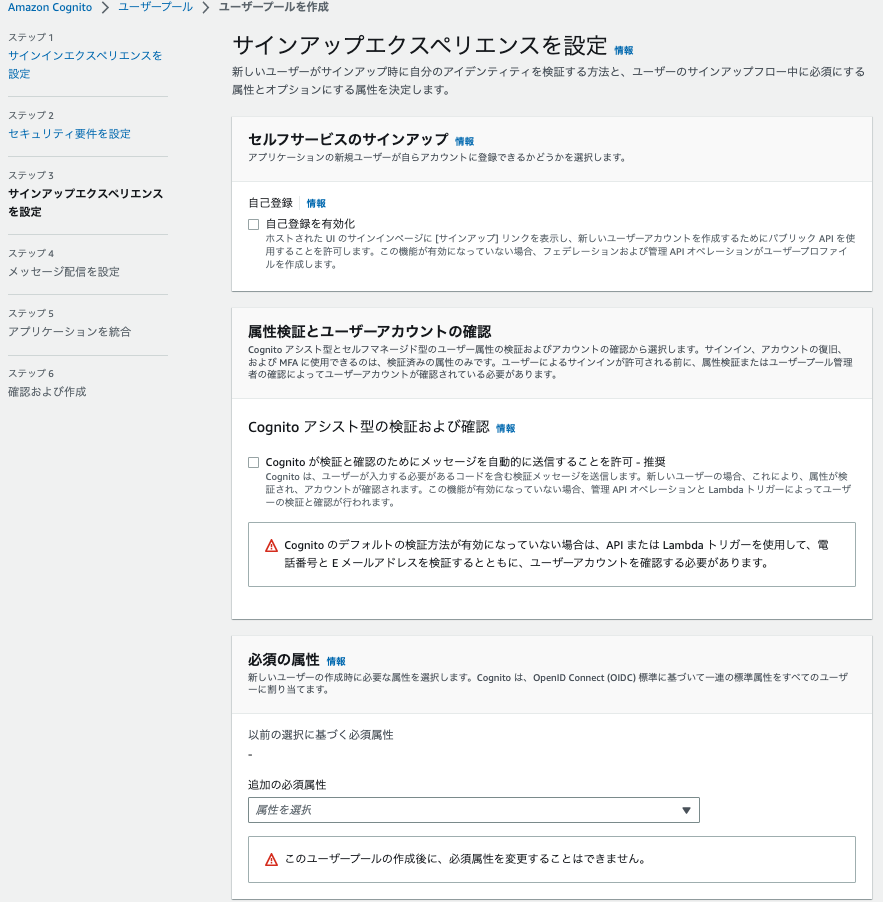 Amazon Cognito > ユーザープール > ユーザープールを作成
ステップ 1
サインインエクスペリエンスを
設定
ステップ 2
セキュリティ要件を設定
ステップ 3
サインアップエクスペリエンス
を設定
ステップ 4
メッセージ配信を設定
ステップ 5
アプリケーションを統合
ステップ 6
確認および作成
サインアップエクスペリエンスを設定 情報
新しいユーザーがサインアップ時に自分のアイデンティティを検証する方法と、ユーザーのサインアップフロー中に必須にする
属性とオプションにする属性を決定します。
セルフサービスのサインアップ 情報
アプリケーションの新規ユーザーが自らアカウントに登録できるかどうかを選択します。
自己登録 情報
自己登録を有効化
ホストされた UI のサインインページに [サインアップ] リンクを表示し、新しいユーザーアカウントを作成するためにパブリック API を使
用することを許可します。この機能が有効になっていない場合、フェデレーションおよび管理 API オペレーションがユーザープロファイ
ルを作成します。
属性検証とユーザーアカウントの確認
Cognito アシスト型とセルフマネージド型のユーザー属性の検証およびアカウントの確認から選択します。サインイン、アカウントの復旧、
および MFA に使用できるのは、検証済みの属性のみです。ユーザーによるサインインが許可される前に、属性検証またはユーザープール管理
者の確認によってユーザーアカウントが確認されている必要があります。
Cognito アシスト型の検証および確認 情報
Cognito が検証と確認のためにメッセージを自動的に送信することを許可 - 推奨
Cognito は、ユーザーが入力する必要があるコードを含む検証メッセージを送信します。新しいユーザーの場合、これにより、属性が検
証され、アカウントが確認されます。この機能が有効になっていない場合、管理 API オペレーションと Lambda トリガーによってユーザ
ーの検証と確認が行われます。
Cognito のデフォルトの検証方法が有効になっていない場合は、API または Lambda トリガーを使用して、電
話番号と E メールアドレスを検証するとともに、ユーザーアカウントを確認する必要があります。
必須の属性 情報
新しいユーザーの作成時に必要な属性を選択します。Cognito は、OpenID Connect (OIDC) 標準に基づいて一連の標準属性をすべてのユーザ
ーに割り当てます。
以前の選択に基づく必須属性
-
追加の必須属性
属性を選択
このユーザープールの作成後に、必須属性を変更することはできません。